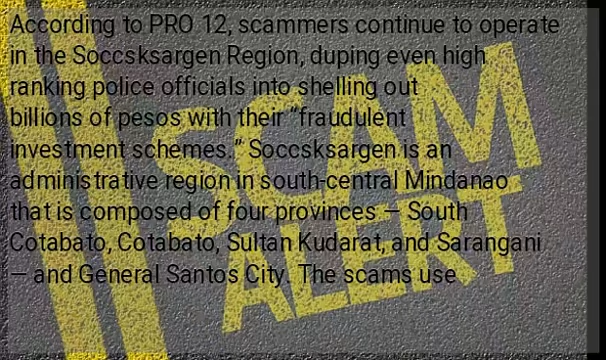 According to PRO 12, scammers continue to operate
in the Soccsksargen Region, duping even high
ranking police officials into shelling out
billions of pesos with their “fraudulent
investment schemes.” Soccsksargen is an
administrative region in south-central Mindanao
that is composed of four provinces — South
Cotabato, Cotabato, Sultan Kudarat, and Sarangani
— and General Santos City. The scams use
SCAM
ALERT